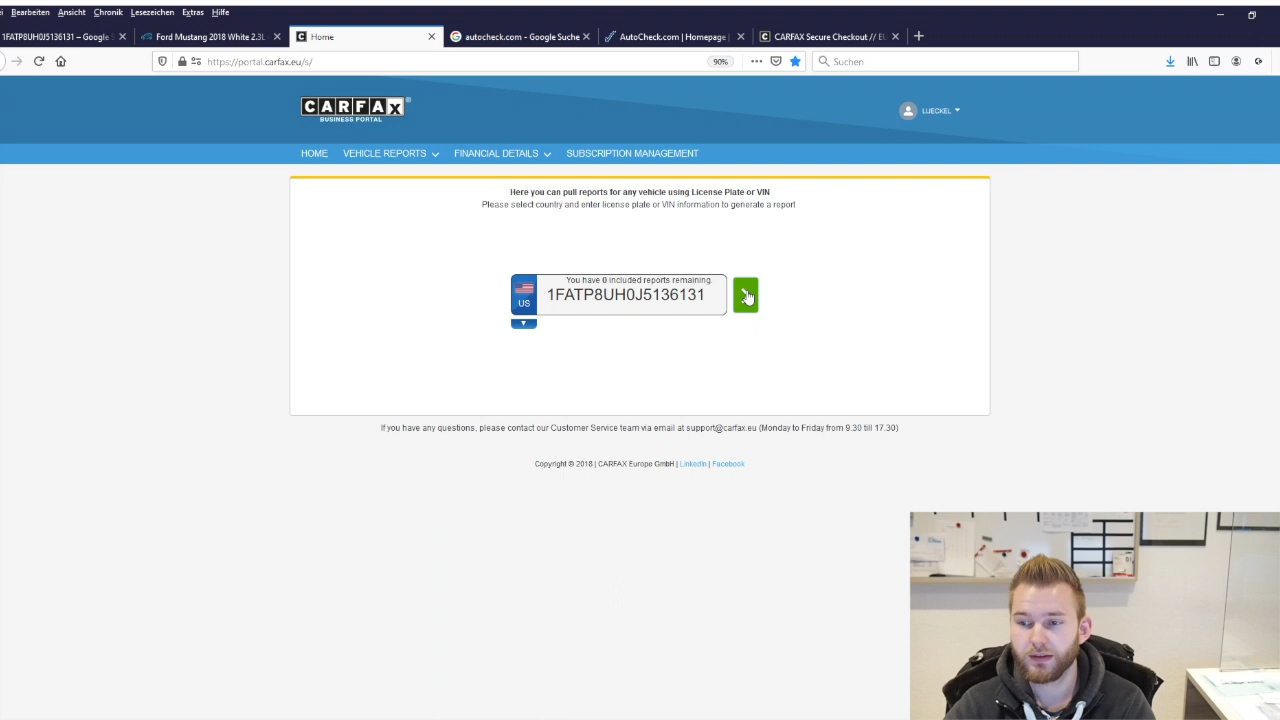 Bearbeiten Ansicht Chronik Lesezeichen Extras Hilfe
1FATP8UH0J5136131 – Google S
Ford Mustang 2018 White 2.3L
Home
autocheck.com - Google Suche
AutoCheck.com | Homepage |
CARFAX Secure Checkout // EU
https://portal.carfax.eu/s/
90%
Suchen
CARFAX
BUSINESS PORTAL
LUECKEL
HOME VEHICLE REPORTS FINANCIAL DETAILS SUBSCRIPTION MANAGEMENT
Here you can pull reports for any vehicle using License Plate or VIN
Please select country and enter license plate or VIN information to generate a report
You have 0 included reports remaining.
US
1FATP8UH0J5136131
If you have any questions, please contact our Customer Service team via email at support@carfax.eu (Monday to Friday from 9.30 till 17.30)
Copyright © 2018 | CARFAX Europe GmbH | Linkedin | Facebook